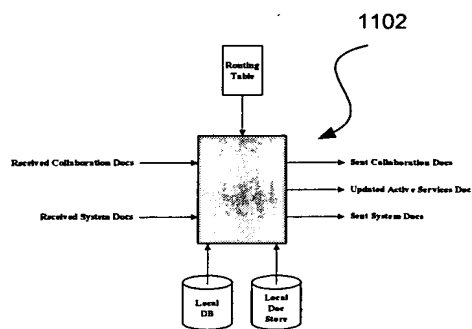 1102
Routing
Table
Received Collaboration Docs
Sent Collaboration Docs
Updated Active Services Doc
Received System Docs
Sent System Docs
Local
DB
Local
Doc
Store